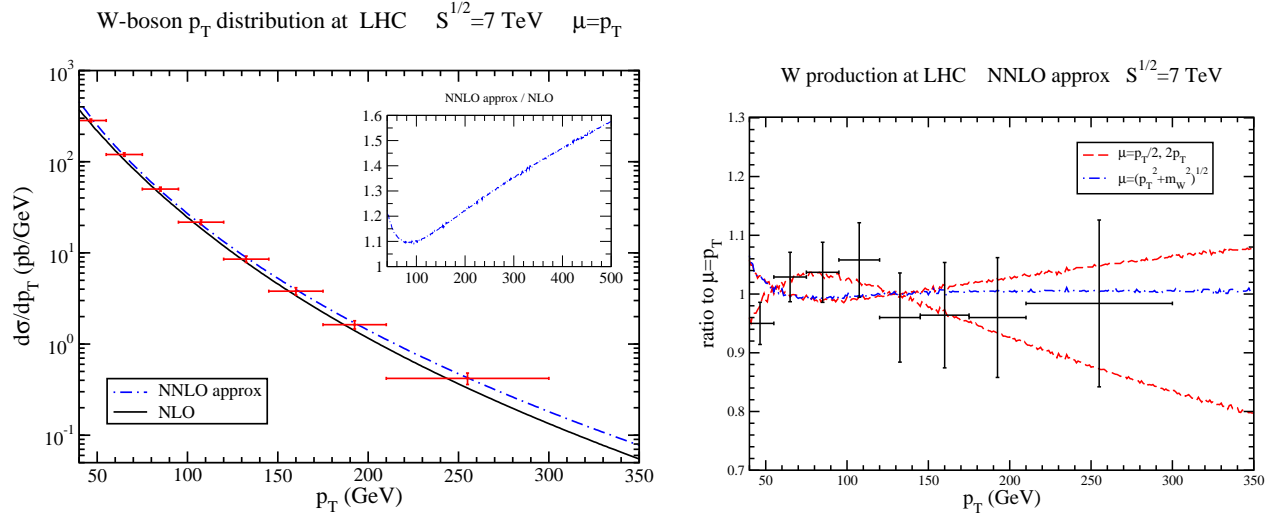 W-boson p_T distribution at LHC S^1/2=7 TeV μ=p_T
10^3
10^2
10^1
10^0
10^-1
dσ/dp_T (pb/GeV)
50 100 150 200 250 300 350
p_T (GeV)
NNLO approx
NLO
NNLO approx / NLO
1.6
1.5
1.4
1.3
1.2
1.1
1
100 200 300 400 500
W production at LHC NNLO approx S^1/2=7 TeV
1.3
1.2
1.1
1
0.9
0.8
0.7
ratio to μ=p_T
50 100 150 200 250 300 350
p_T (GeV)
μ=p_T/2, 2p_T
μ=(p_T^2+m_W^2)^1/2